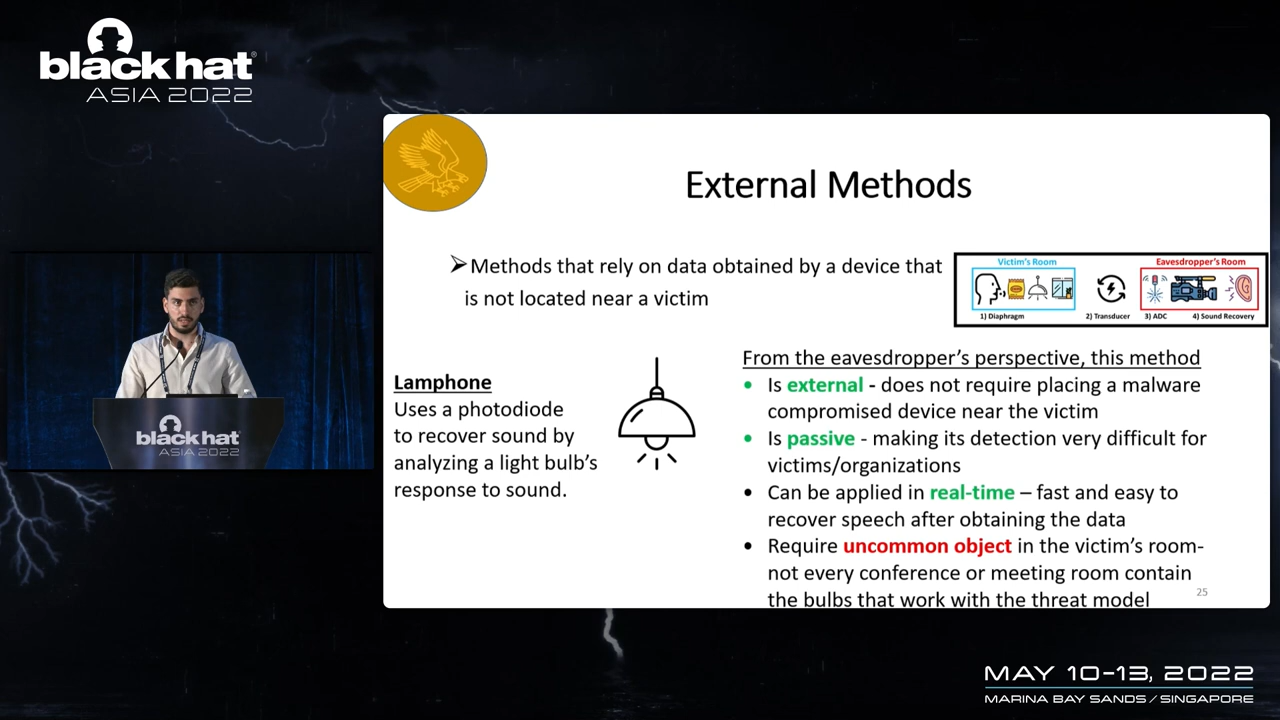 black hat®
ASIA 2022
External Methods
➢Methods that rely on data obtained by a device that
is not located near a victim
Victim's Room
Eavesdropper's Room
1) Diaphragm
2) Transducer
3) ADC
4) Sound Recovery
Lamphone
Uses a photodiode
to recover sound by
analyzing a light bulb's
response to sound.
From the eavesdropper's perspective, this method
• Is external - does not require placing a malware
compromised device near the victim
• Is passive - making its detection very difficult for
victims/organizations
• Can be applied in real-time – fast and easy to
recover speech after obtaining the data
• Require uncommon object in the victim's room-
not every conference or meeting room contain
the bulbs that work with the threat model
25
black hat
ASIA 2022
MAY 10-13, 2022
MARINA BAY SANDS / SINGAPORE